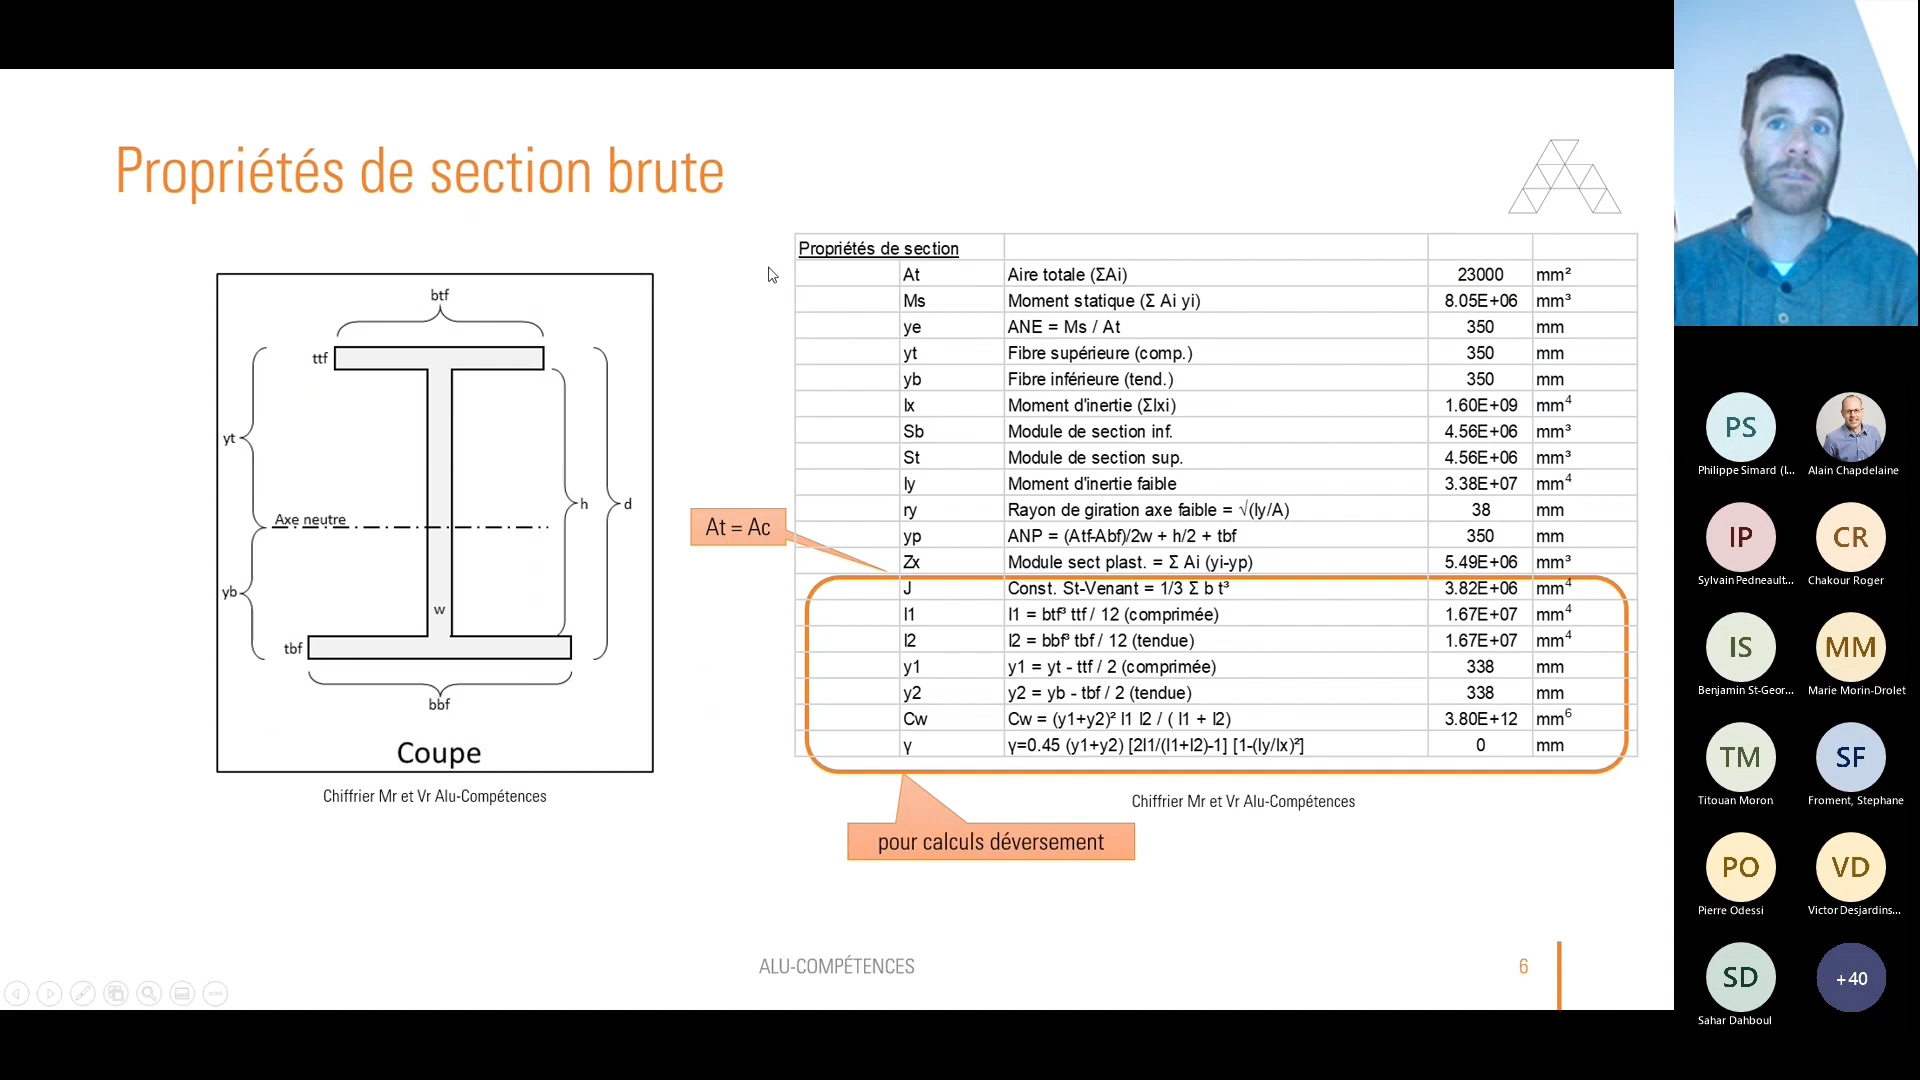 Propriétés de section brute
btf
ttf
yt
h
d
Axe neutre
yb
w
tbf
bbf
Coupe
Chiffrier Mr et Vr Alu-Compétences
At = Ac
Propriétés de section
At Aire totale (ΣAi) 23000 mm²
Ms Moment statique (Σ Ai yi) 8.05E+06 mm³
ye ANE = Ms / At 350 mm
yt Fibre supérieure (comp.) 350 mm
yb Fibre inférieure (tend.) 350 mm
Ix Moment d'inertie (ΣIxi) 1.60E+09 mm⁴
Sb Module de section inf. 4.56E+06 mm³
St Module de section sup. 4.56E+06 mm³
Iy Moment d'inertie faible 3.38E+07 mm⁴
ry Rayon de giration axe faible = √(Iy/A) 38 mm
yp ANP = (Atf-Abf)/2w + h/2 + tbf 350 mm
Zx Module sect plast. = Σ Ai (yi-yp) 5.49E+06 mm³
J Const. St-Venant = 1/3 Σ b t³ 3.82E+06 mm⁴
I1 I1 = btf³ ttf / 12 (comprimée) 1.67E+07 mm⁴
I2 I2 = bbf³ tbf / 12 (tendue) 1.67E+07 mm⁴
y1 y1 = yt - ttf / 2 (comprimée) 338 mm
y2 y2 = yb - tbf / 2 (tendue) 338 mm
Cw Cw = (y1+y2)² I1 I2 / ( I1 + I2) 3.80E+12 mm⁶
γ γ=0.45 (y1+y2) [2I1/(I1+I2)-1] [1-(Iy/Ix)²] 0 mm
Chiffrier Mr et Vr Alu-Compétences
pour calculs déversement
ALU-COMPÉTENCES
6
PS
Philippe Simard (I...
Alain Chapdelaine
IP
Sylvain Pedneault...
CR
Chakour Roger
IS
Benjamin St-Geor...
MM
Marie Morin-Drolet
TM
Titouan Moron
SF
Froment, Stephane
PO
Pierre Odessi
VD
Victor Desjardins...
SD
Sahar Dahboul
+40